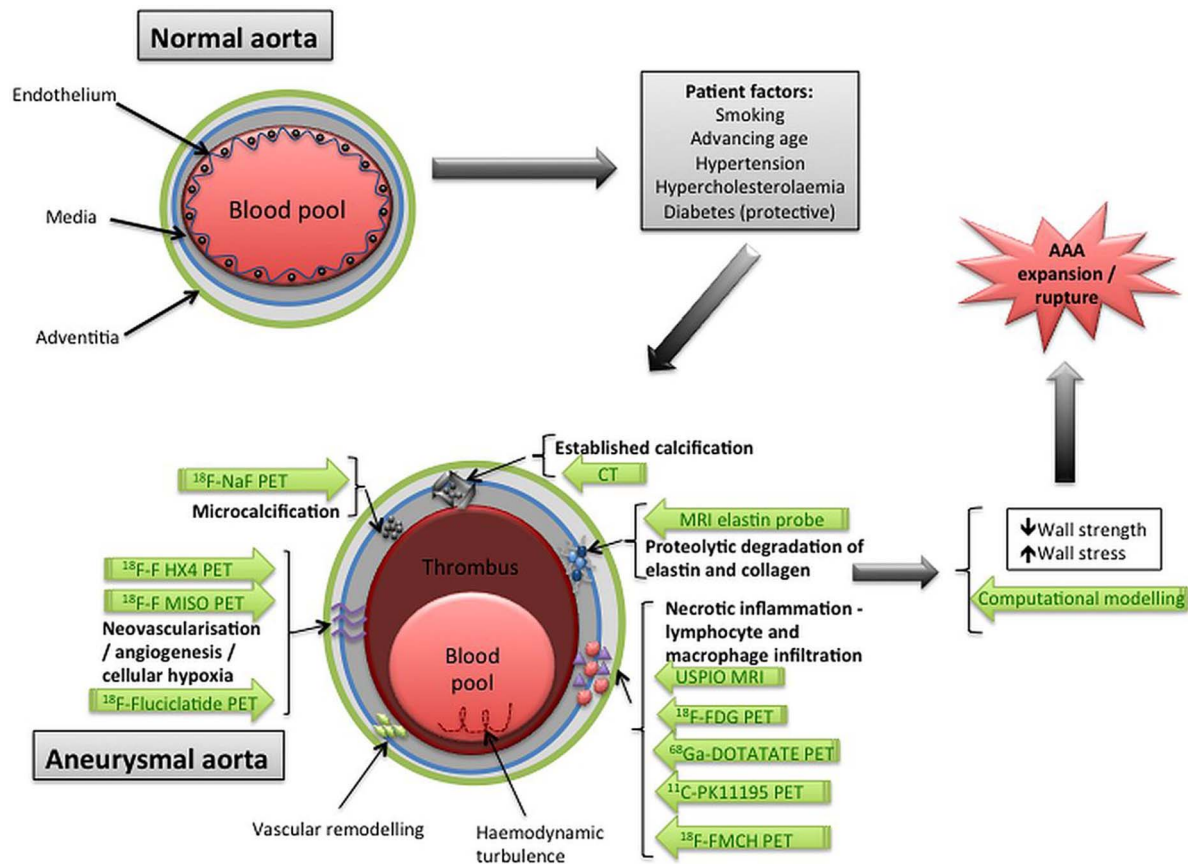 Normal aorta
Endothelium
Media
Adventitia
Blood pool
Patient factors:
Smoking
Advancing age
Hypertension
Hypercholesterolaemia
Diabetes (protective)
AAA
expansion /
rupture
Established calcification
CT
¹⁸F-NaF PET
Microcalcification
MRI elastin probe
Proteolytic degradation of
elastin and collagen
Wall strength
Wall stress
Computational modelling
¹⁸F-F HX4 PET
¹⁸F-F MISO PET
Neovascularisation
/ angiogenesis /
cellular hypoxia
¹⁸F-Fluciclatide PET
Thrombus
Blood
pool
Necrotic inflammation -
lymphocyte and
macrophage infiltration
USPIO MRI
¹⁸F-FDG PET
⁶⁸Ga-DOTATATE PET
¹¹C-PK11195 PET
¹⁸F-FMCH PET
Aneurysmal aorta
Vascular remodelling
Haemodynamic
turbulence